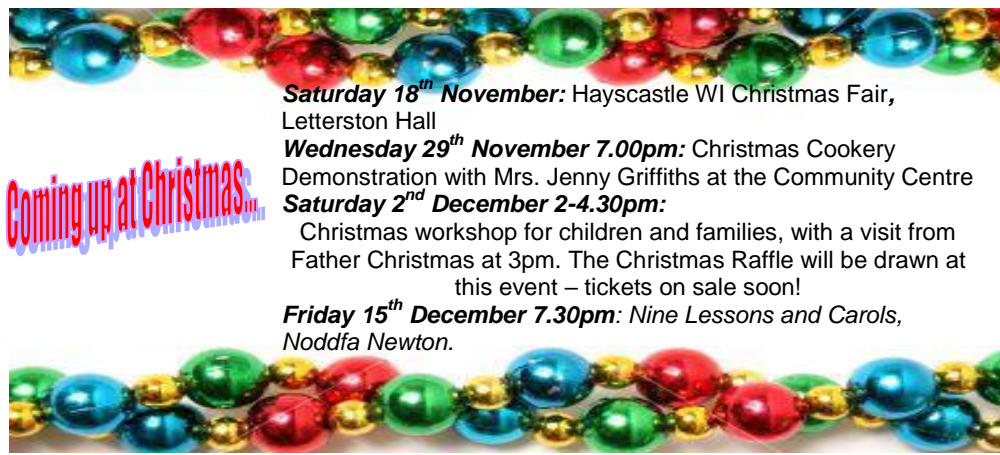 Coming up at Christmas...
Saturday 18th November: Hayscastle WI Christmas Fair,
Letterston Hall
Wednesday 29th November 7.00pm: Christmas Cookery
Demonstration with Mrs. Jenny Griffiths at the Community Centre
Saturday 2nd December 2-4.30pm:
Christmas workshop for children and families, with a visit from
Father Christmas at 3pm. The Christmas Raffle will be drawn at
this event – tickets on sale soon!
Friday 15th December 7.30pm: Nine Lessons and Carols,
Noddfa Newton.